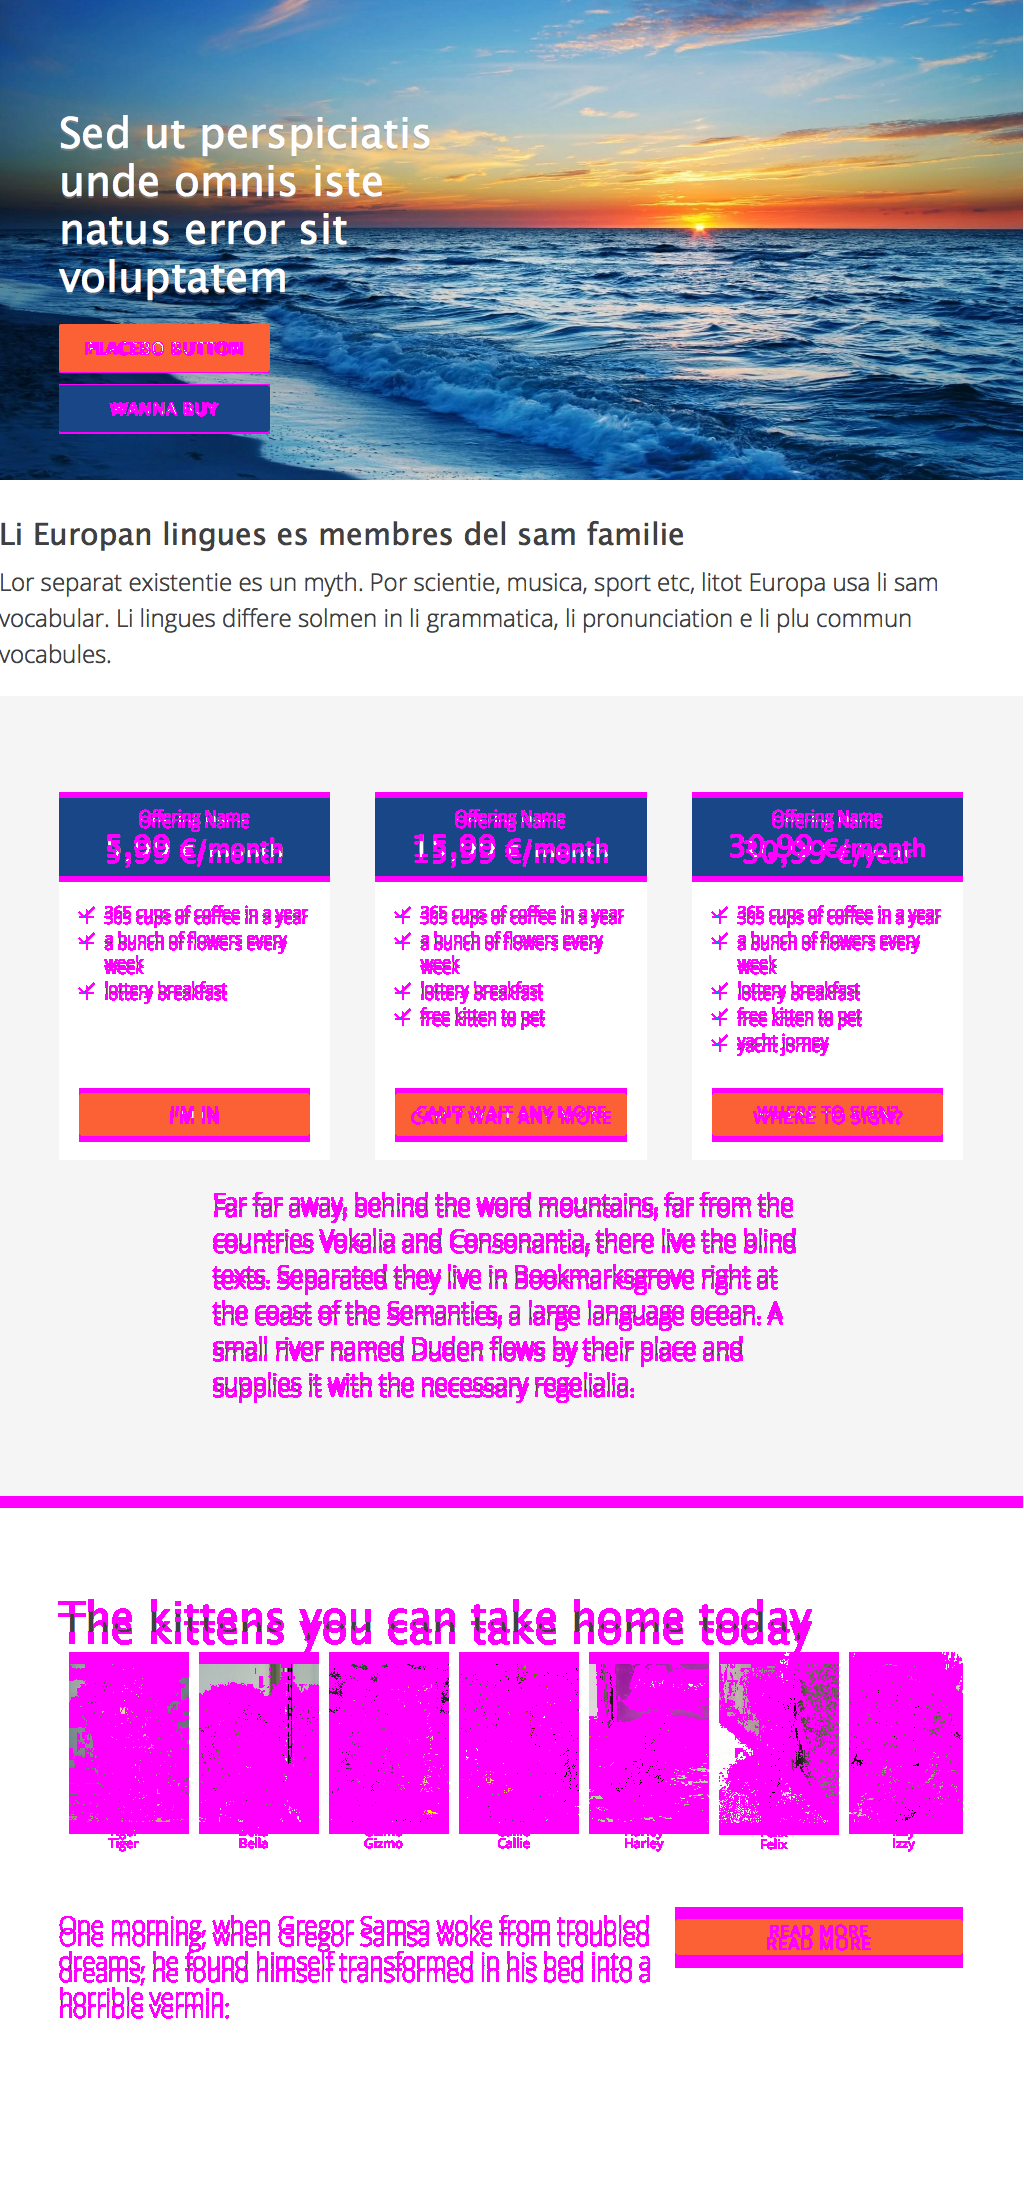 Sed ut perspiciatis
unde omnis iste
natus error sit
voluptatem
BUTTON
WANNA BUY
Li Europan lingues es membres del sam familie
Lor separat existentie es un myth. Por scientie, musica, sport etc, litot Europa usa li sam
vocabular. Li lingues differe solmen in li grammatica, li pronunciation e li plu commun
vocabules.
Offering Name
5,99 €/month
365 cups of coffee in a year
a bunch of flowers every
week
lottery breakfast
I'M IN
Offering Name
15,99 €/month
365 cups of coffee in a year
a bunch of flowers every
week
lottery breakfast
free kitten to pet
CAN'T WAIT ANY MORE
Offering Name
30,99
365 cups of coffee in a year
a bunch of flowers every
week
lottery breakfast
free kitten to pet
yacht jorney
WHERE TO SIGN?
Far far away, behind the word mountains, far from the
countries Vokalia and Consonantia, there live the blind
texts. Separated they live in Bookmarksgrove right at
the coast of the Semantics, a large language ocean. A
small river named Duden flows by their place and
supplies it with the necessary regelialia.
The kittens you can take home today
Tiger
Bella
Gizmo
Callie
Harley
Felix
Izzy
One morning, when Gregor Samsa woke from troubled
dreams, he found himself transformed in his bed into a
horrible vermin.
READ MORE
READ MORE